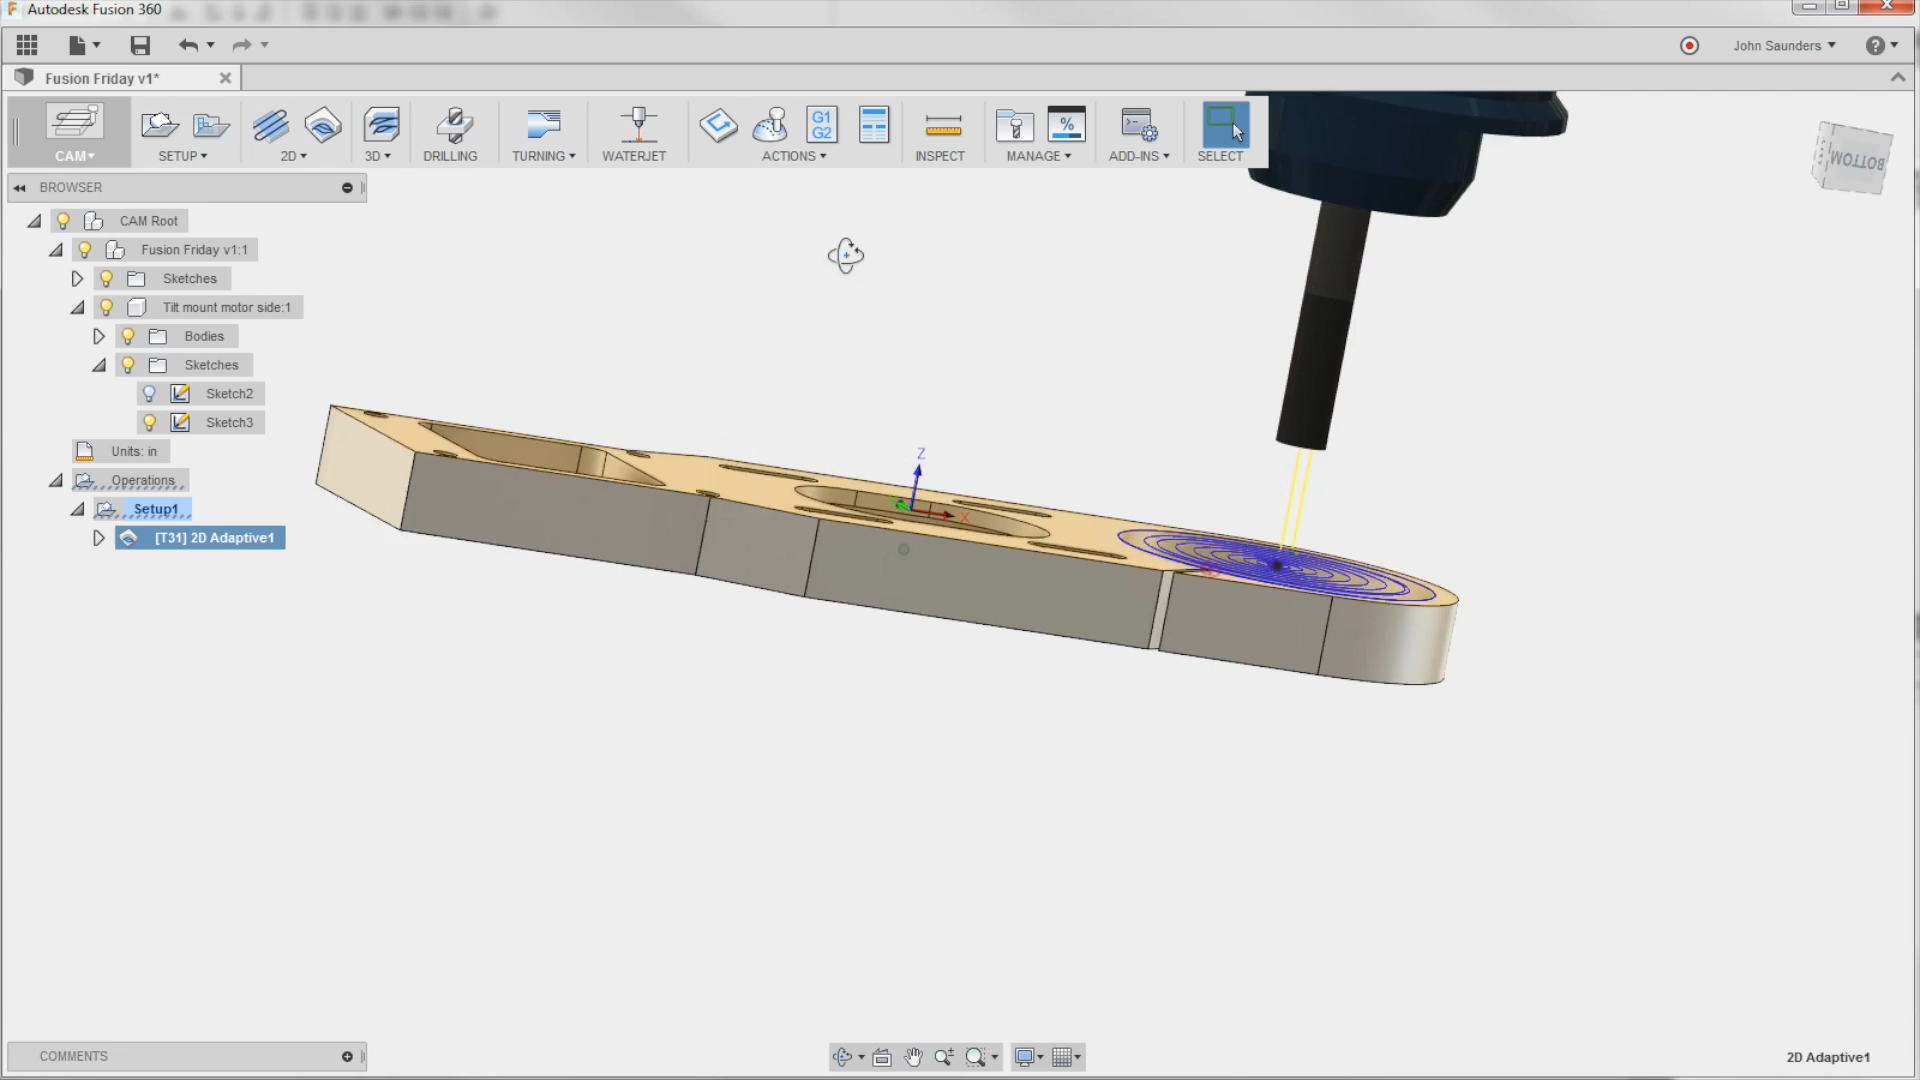 Autodesk Fusion 360
John Saunders
Fusion Friday v1*
CAM
SETUP
2D
3D
DRILLING
TURNING
WATERJET
G1
G2
ACTIONS
INSPECT
%
MANAGE
ADD-INS
SELECT
BOTTOM
BROWSER
CAM Root
Fusion Friday v1:1
Sketches
Tilt mount motor side:1
Bodies
Sketches
Sketch2
Sketch3
Units: in
Operations
Setup1
[T31] 2D Adaptive1
Z
X
COMMENTS
2D Adaptive1